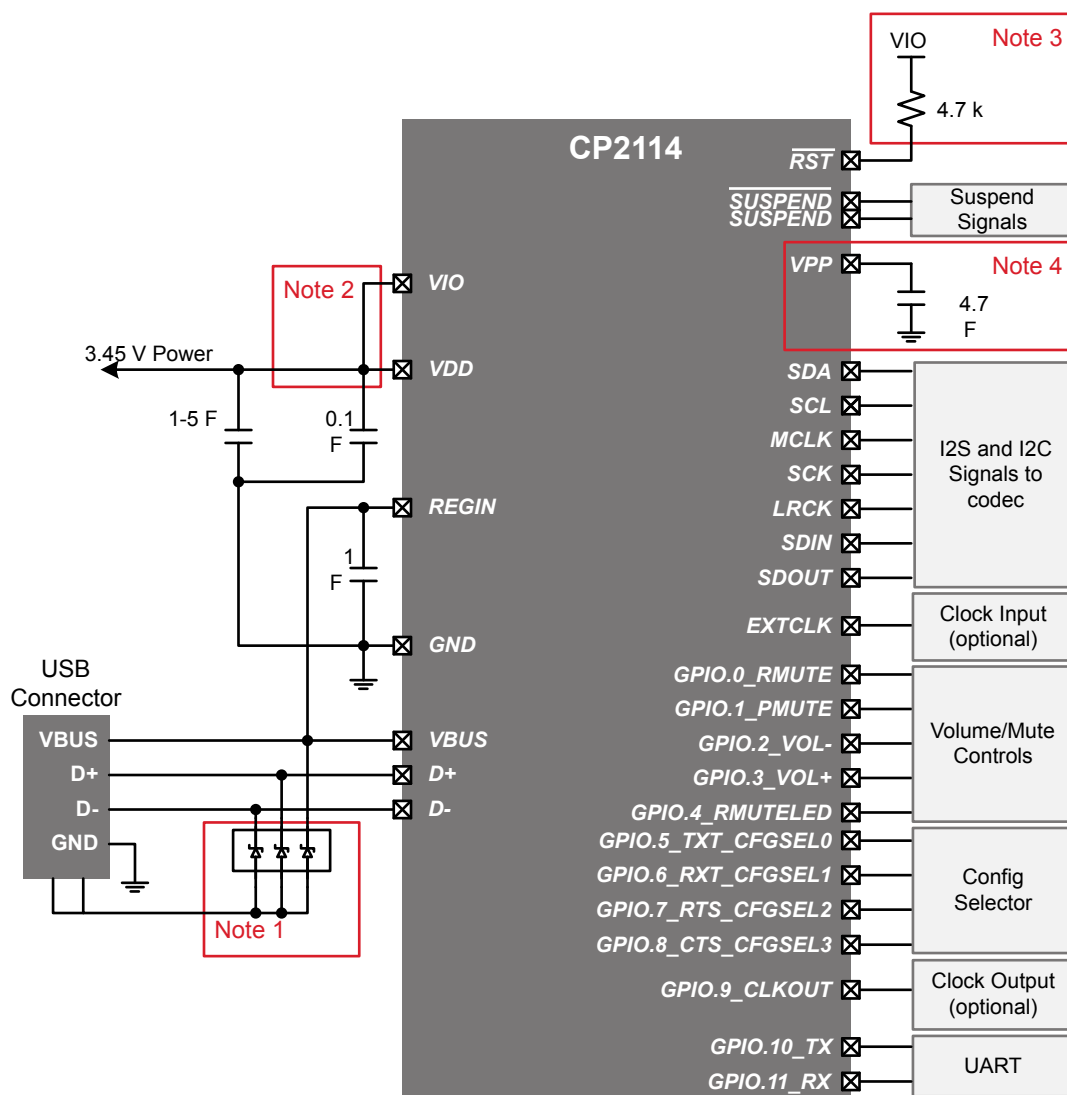 Note 3
VIO
4.7 k
CP2114
RST
SUSPEND
SUSPEND
Suspend
Signals
VPP
Note 4
4.7
F
Note 2
VIO
3.45 V Power
VDD
1-5 F
0.1
F
REGIN
1
F
GND
SDA
SCL
MCLK
SCK
LRCK
SDIN
SDOUT
I2S and I2C
Signals to
codec
EXTCLK
Clock Input
(optional)
USB
Connector
VBUS
D+
D-
GND
VBUS
D+
D-
Note 1
GPIO.0_RMUTE
GPIO.1_PMUTE
GPIO.2_VOL-
GPIO.3_VOL+
GPIO.4_RMUTELED
Volume/Mute
Controls
GPIO.5_TXT_CFGSEL0
GPIO.6_RXT_CFGSEL1
GPIO.7_RTS_CFGSEL2
GPIO.8_CTS_CFGSEL3
Config
Selector
GPIO.9_CLKOUT
Clock Output
(optional)
GPIO.10_TX
GPIO.11_RX
UART